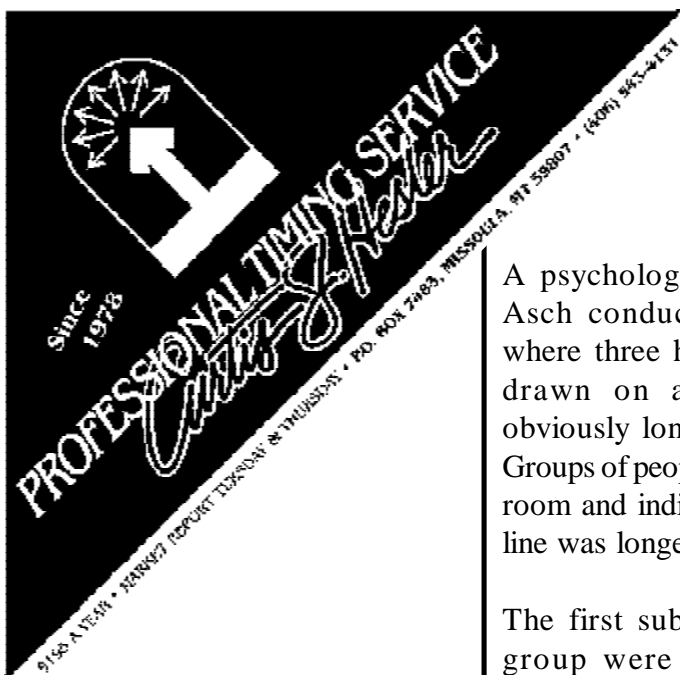 Since
1978
PROFESSIONAL TIMING SERVICE
Curtis J. Hesler
MARKET REPORT TUESDAY & THURSDAY • P.O. BOX 7483, MISSOULA, MT 59807 • (406) 543-4131
A psycholog
Asch conduc
where three h
drawn on a
obviously lon
Groups of peop
room and indi
line was longe
The first sub
group were